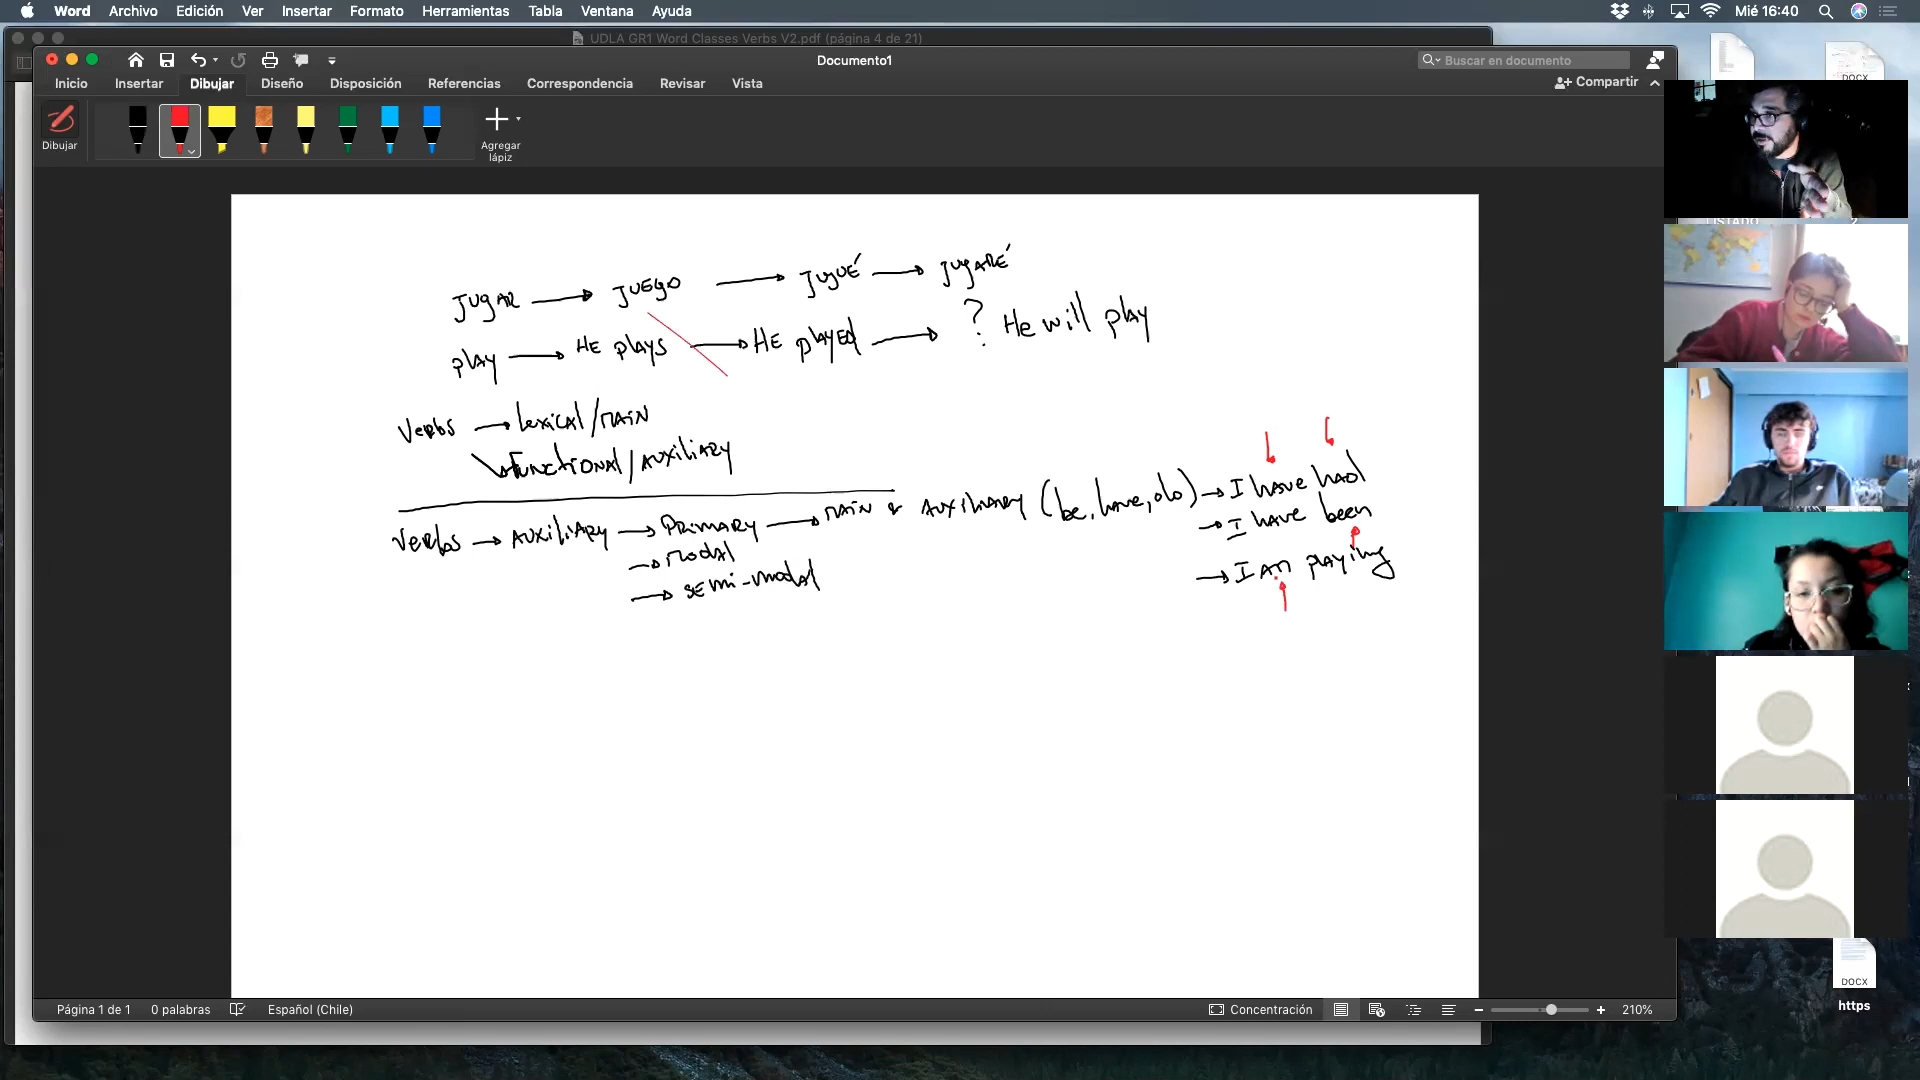 Word Archivo Edición Ver Insertar Formato Herramientas Tabla Ventana Ayuda Mié 16:40
UDLA GR1 Word Classes Verbs V2.pdf (página 4 de 21)
Documento1
Buscar en documento
Inicio Insertar Dibujar Diseño Disposición Referencias Correspondencia Revisar Vista
Compartir
Dibujar
Agregar lápiz
DOCX
JUGAR → JUEGO → JUGUÉ → JUGARÉ
PLAY → HE PLAYS → HE PLAYED → ? He will play
Verbs → Lexical/MAIN
FUNCTIONAL/AUXILIARY
Verbs → AUXILIARY → PRIMARY → MAIN & AUXILIARY (be, have, do) → I have had
→ I have been
→ MODAL
→ I AM playing
→ SEMI-modal
DOCX
https
Página 1 de 1 0 palabras Español (Chile) Concentración 210%